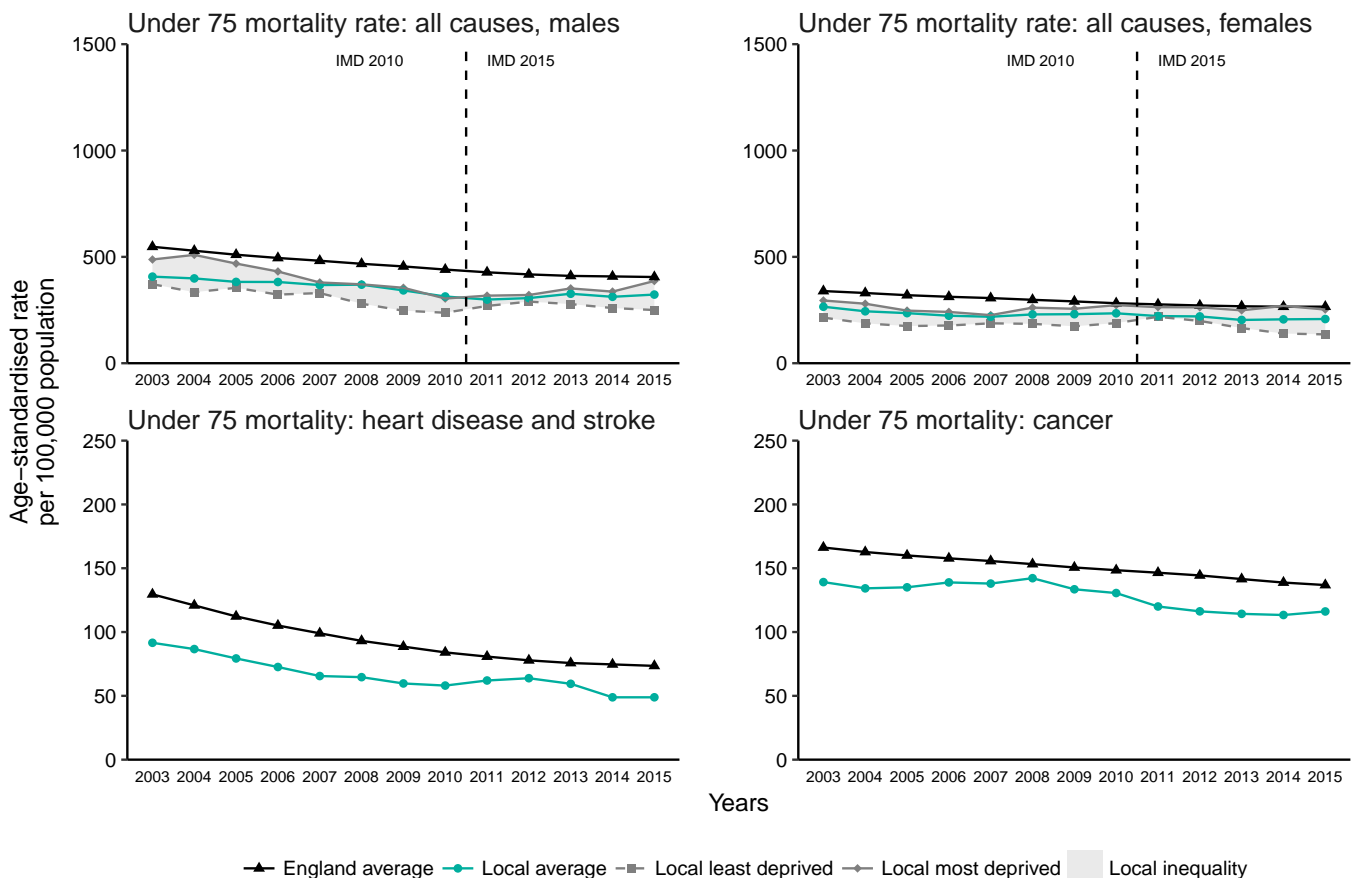 Under 75 mortality rate: all causes, males
Under 75 mortality rate: all causes, females
1500
IMD 2010
IMD 2015
1000
500
0
2003 2004 2005 2006 2007 2008 2009 2010 2011 2012 2013 2014 2015
1500
IMD 2010
IMD 2015
1000
500
0
2003 2004 2005 2006 2007 2008 2009 2010 2011 2012 2013 2014 2015
Age−standardised rate
per 100,000 population
Under 75 mortality: heart disease and stroke
250
200
150
100
50
0
2003 2004 2005 2006 2007 2008 2009 2010 2011 2012 2013 2014 2015
Under 75 mortality: cancer
250
200
150
100
50
0
2003 2004 2005 2006 2007 2008 2009 2010 2011 2012 2013 2014 2015
Years
England average Local average Local least deprived Local most deprived Local inequality